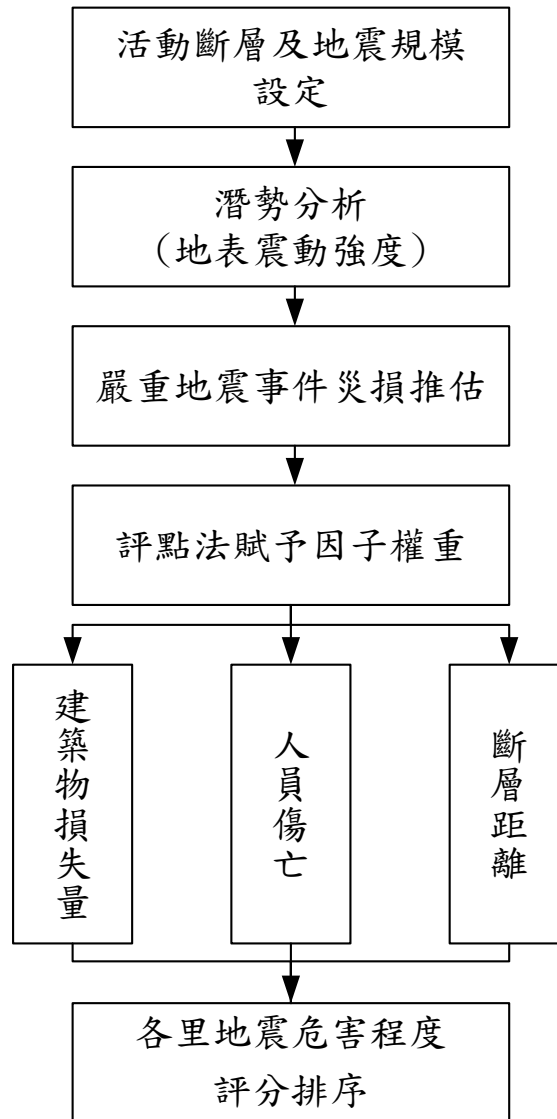 活動斷層及地震規模
設定
潛勢分析
（地表震動強度）
嚴重地震事件災損推估
評點法賦予因子權重
建築物損失量
人員傷亡
斷層距離
各里地震危害程度
評分排序